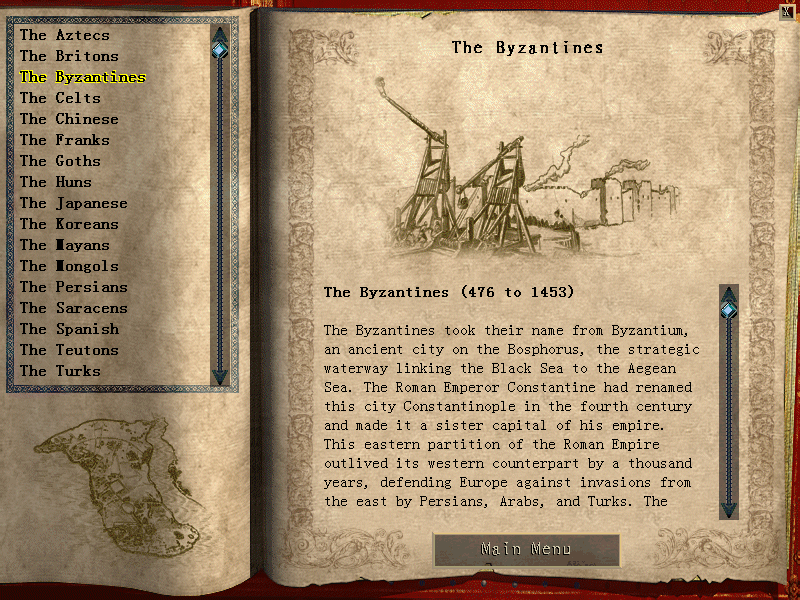 The Aztecs
The Britons
The Byzantines
The Celts
The Chinese
The Franks
The Goths
The Huns
The Japanese
The Koreans
The Mayans
The Mongols
The Persians
The Saracens
The Spanish
The Teutons
The Turks
The Byzantines
The Byzantines (476 to 1453)
The Byzantines took their name from Byzantium,
an ancient city on the Bosphorus, the strategic
waterway linking the Black Sea to the Aegean
Sea. The Roman Emperor Constantine had renamed
this city Constantinople in the fourth century
and made it a sister capital of his empire.
This eastern partition of the Roman Empire
outlived its western counterpart by a thousand
years, defending Europe against invasions from
the east by Persians, Arabs, and Turks. The
Main Menu